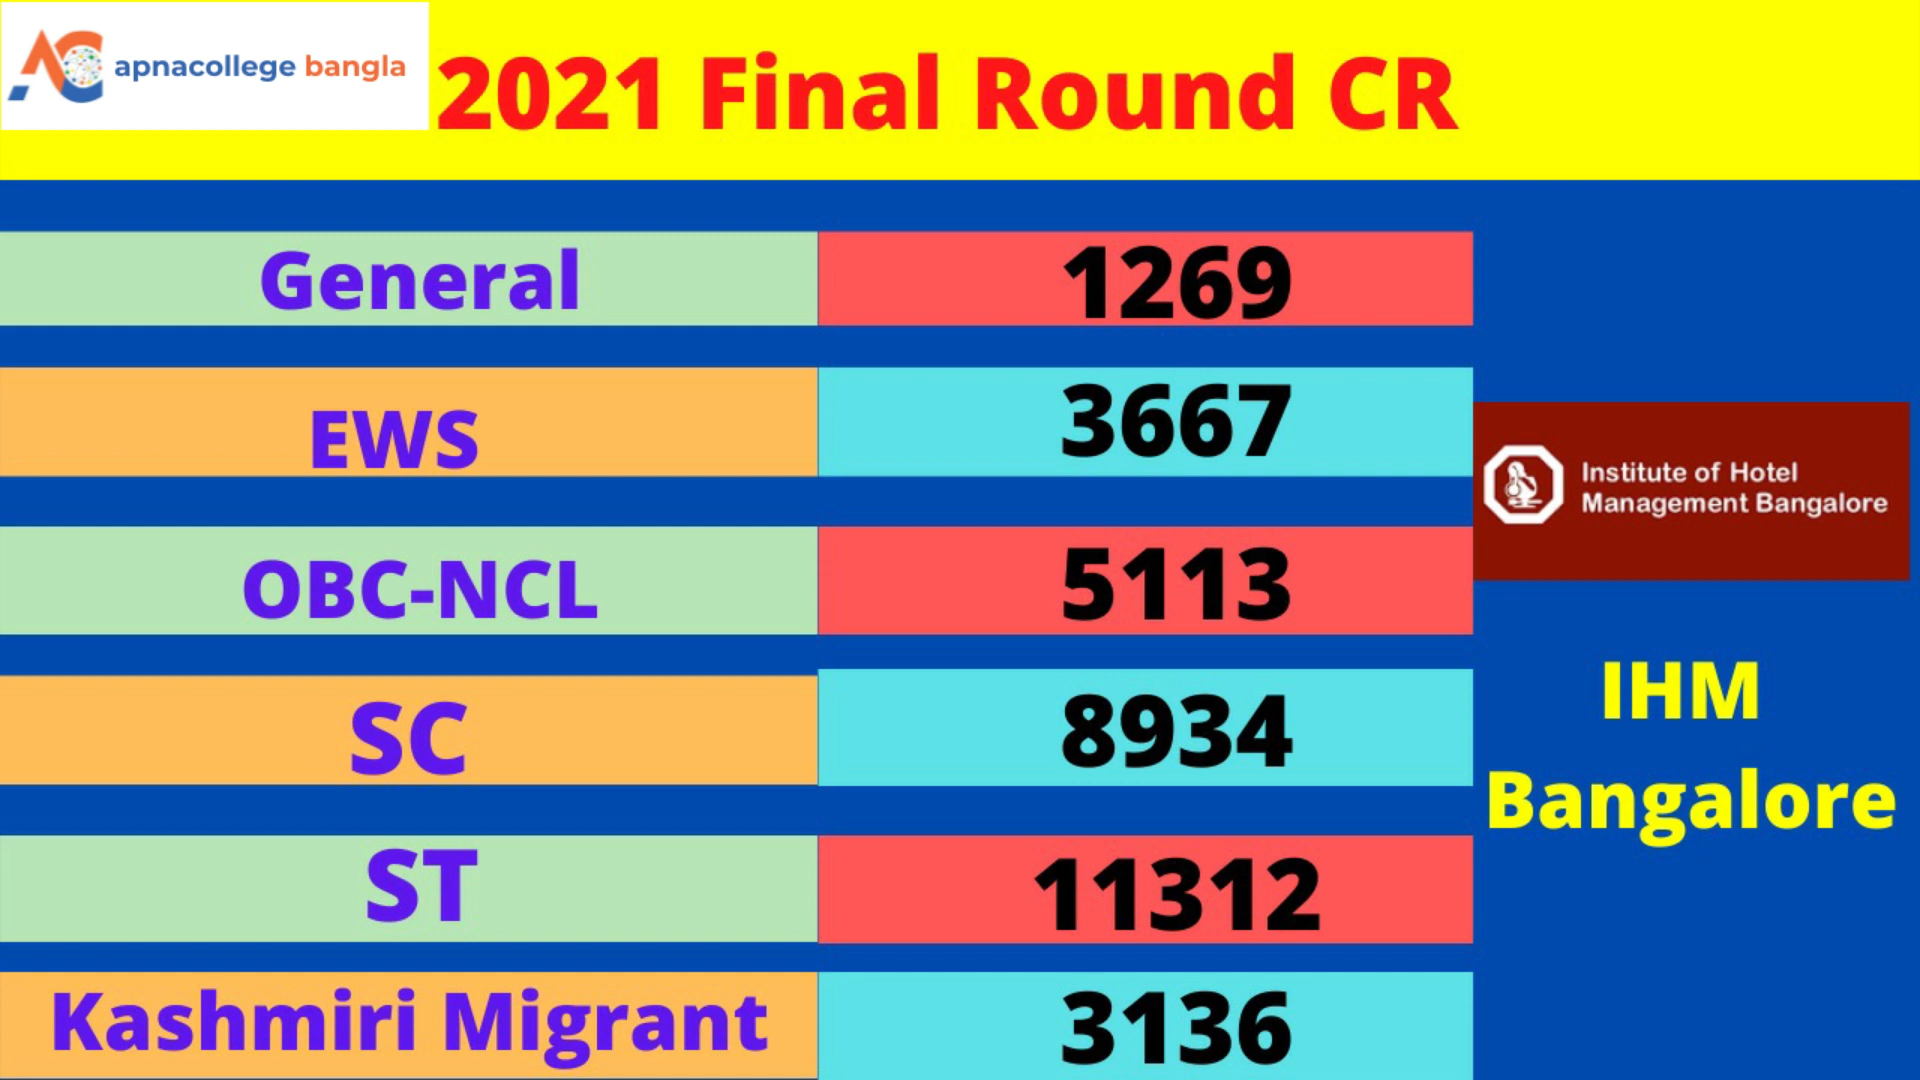 apnacollege bangla
2021 Final Round CR
General 1269
EWS 3667
OBC-NCL 5113
SC 8934
ST 11312
Kashmiri Migrant 3136
Institute of Hotel
Management Bangalore
IHM
Bangalore